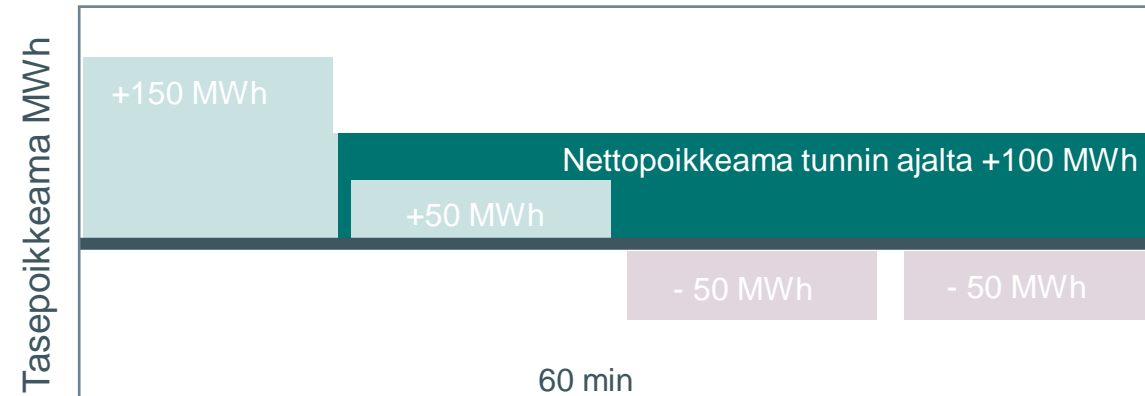 Tasepoikkeama MWh
+150 MWh
Nettopoikkeama tunnin ajalta +100 MWh
+50 MWh
- 50 MWh
- 50 MWh
60 min